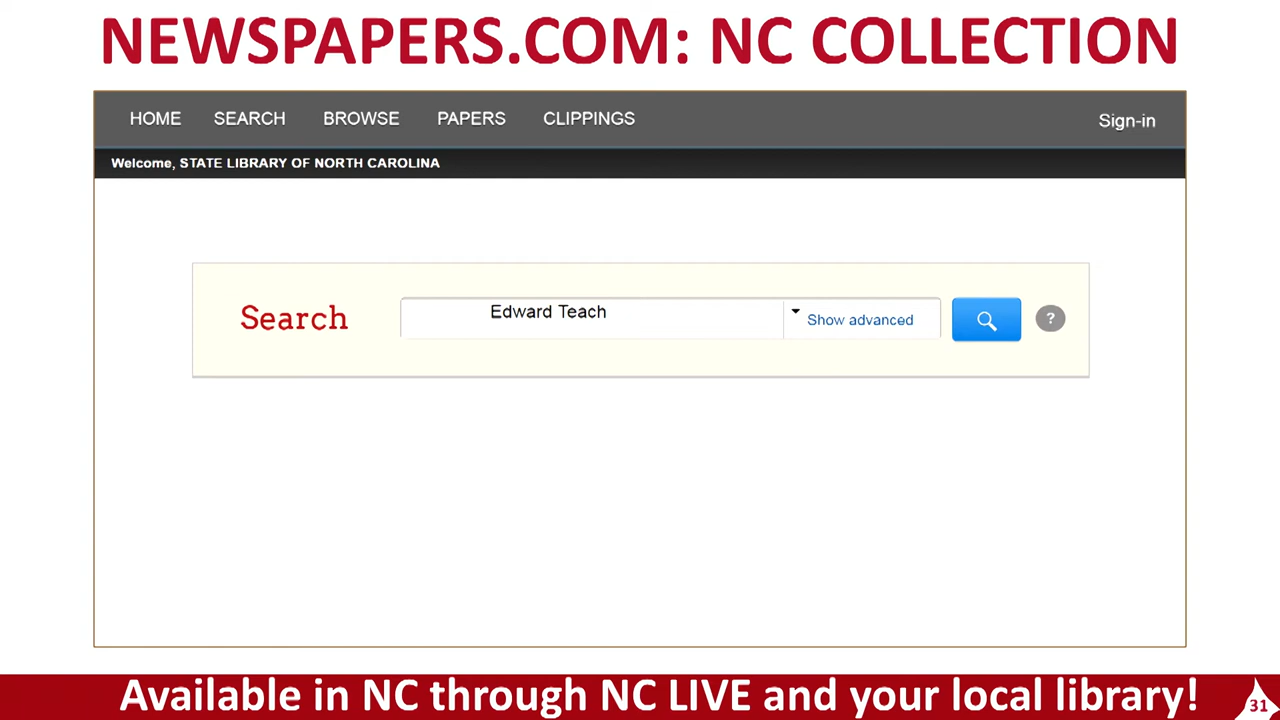 NEWSPAPERS.COM: NC COLLECTION
HOME SEARCH BROWSE PAPERS CLIPPINGS Sign-in
Welcome, STATE LIBRARY OF NORTH CAROLINA
Search Edward Teach Show advanced ?
Available in NC through NC LIVE and your local library!
31